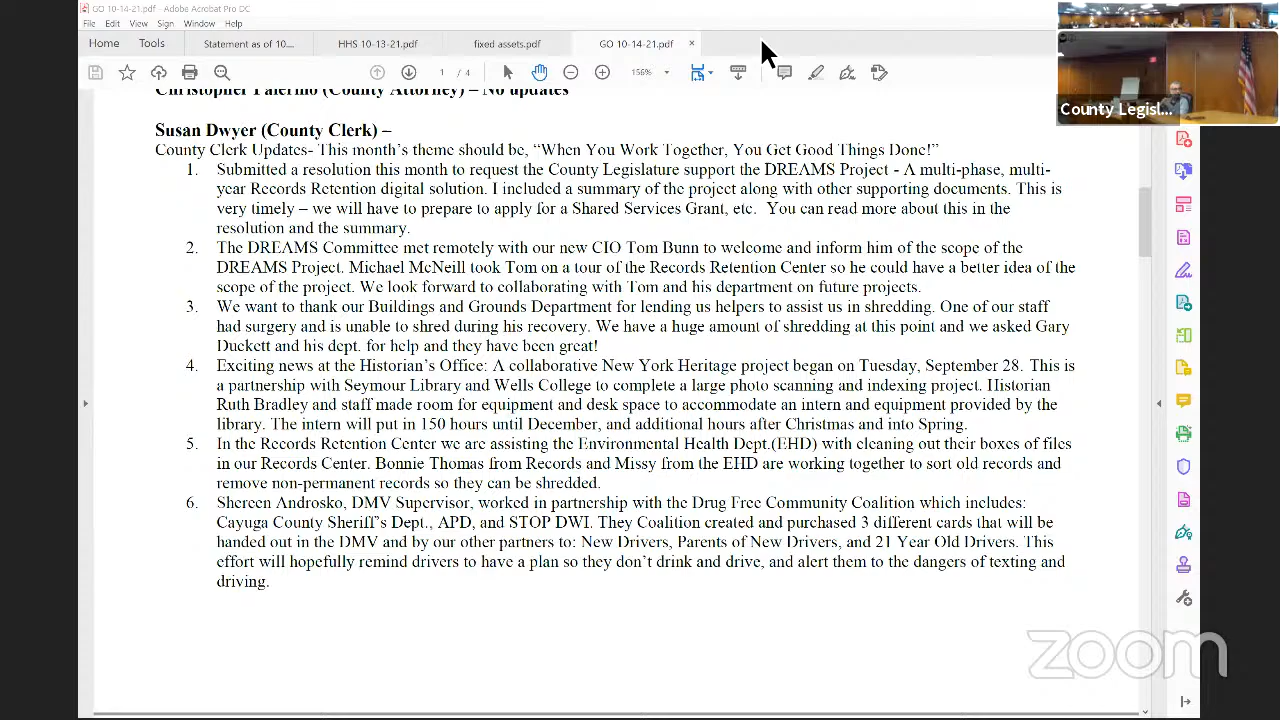 GO 10-14-21.pdf - Adobe Acrobat Pro DC
File Edit View Sign Window Help
Home Tools Statement as of 10... HHS 10-13-21.pdf fixed assets.pdf GO 10-14-21.pdf ×
1 / 4 156%
County Legisl...
Christopher Palermo (County Attorney) – No updates
Susan Dwyer (County Clerk) –
County Clerk Updates- This month's theme should be, “When You Work Together, You Get Good Things Done!”
1. Submitted a resolution this month to request the County Legislature support the DREAMS Project - A multi-phase, multi-
year Records Retention digital solution. I included a summary of the project along with other supporting documents. This is
very timely – we will have to prepare to apply for a Shared Services Grant, etc. You can read more about this in the
resolution and the summary.
2. The DREAMS Committee met remotely with our new CIO Tom Bunn to welcome and inform him of the scope of the
DREAMS Project. Michael McNeill took Tom on a tour of the Records Retention Center so he could have a better idea of the
scope of the project. We look forward to collaborating with Tom and his department on future projects.
3. We want to thank our Buildings and Grounds Department for lending us helpers to assist us in shredding. One of our staff
had surgery and is unable to shred during his recovery. We have a huge amount of shredding at this point and we asked Gary
Duckett and his dept. for help and they've been great!
4. Exciting news at the Historian's Office. A collaborative New York Heritage project began on Tuesday, September 28. This is
a partnership with Seymour Library and Wells College to complete a large photo scanning and indexing project. Historian
Ruth Bradley and staff made room for equipment and desk space to accommodate an intern and equipment provided by the
library. The intern will put in 150 hours until December, and additional hours after Christmas and into Spring.
5. In the Records Retention Center we are assisting the Environmental Health Dept.(EHD) with cleaning out their boxes of files
in our Records Center. Bonnie Thomas from Records and Missy from the EHD are working together to sort old records and
remove non-permanent records so they can be shredded.
6. Shereen Androsko, DMV Supervisor, worked in partnership with the Drug Free Community Coalition which includes:
Cayuga County Sheriff's Dept., APD, and STOP DWI. They Coalition created and purchased 3 different cards that will be
handed out in the DMV and by our other partners to: New Drivers, Parents of New Drivers, and 21 Year Old Drivers. This
effort will hopefully remind drivers to have a plan so they don't drink and drive, and alert them to the dangers of texting and
driving.
zoom